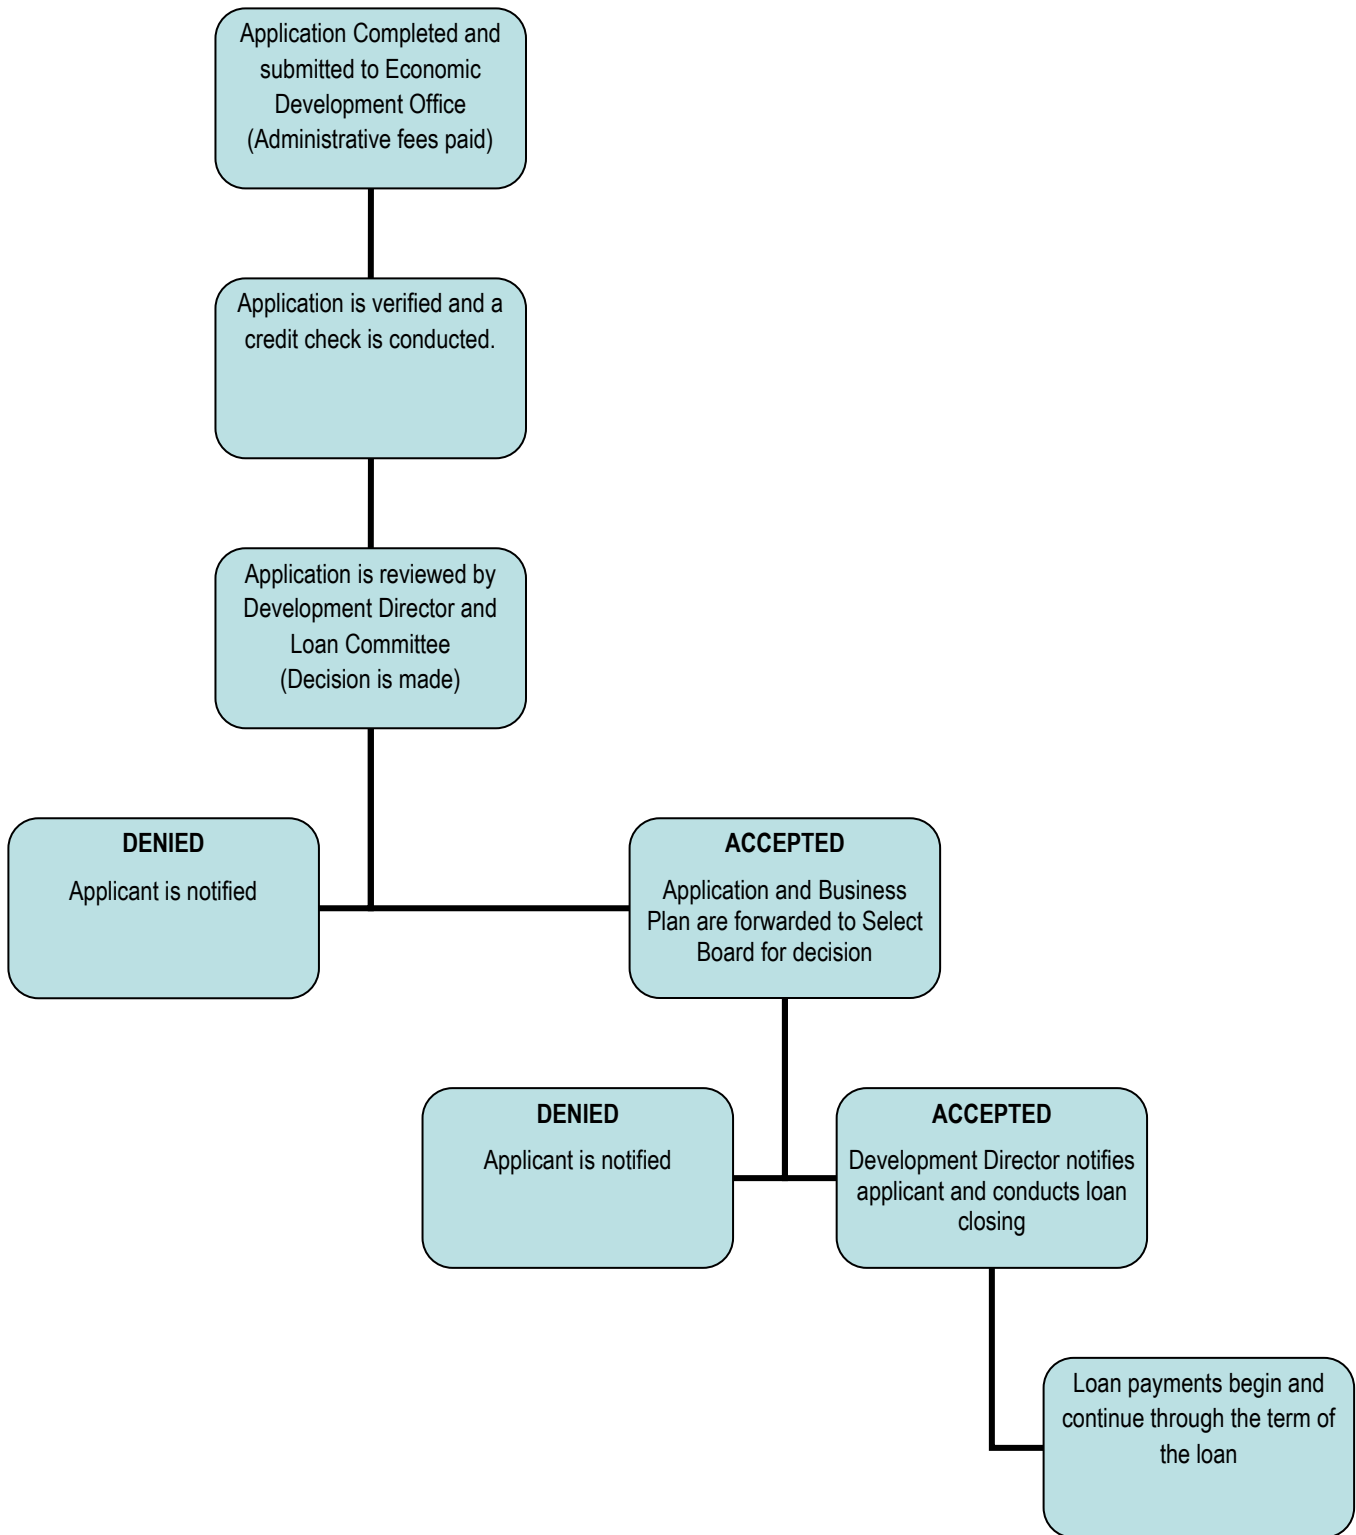 Application Completed and
submitted to Economic
Development Office
(Administrative fees paid)
Application is verified and a
credit check is conducted.
Application is reviewed by
Development Director and
Loan Committee
(Decision is made)
DENIED
Applicant is notified
ACCEPTED
Application and Business
Plan are forwarded to Select
Board for decision
DENIED
Applicant is notified
ACCEPTED
Development Director notifies
applicant and conducts loan
closing
Loan payments begin and
continue through the term of
the loan